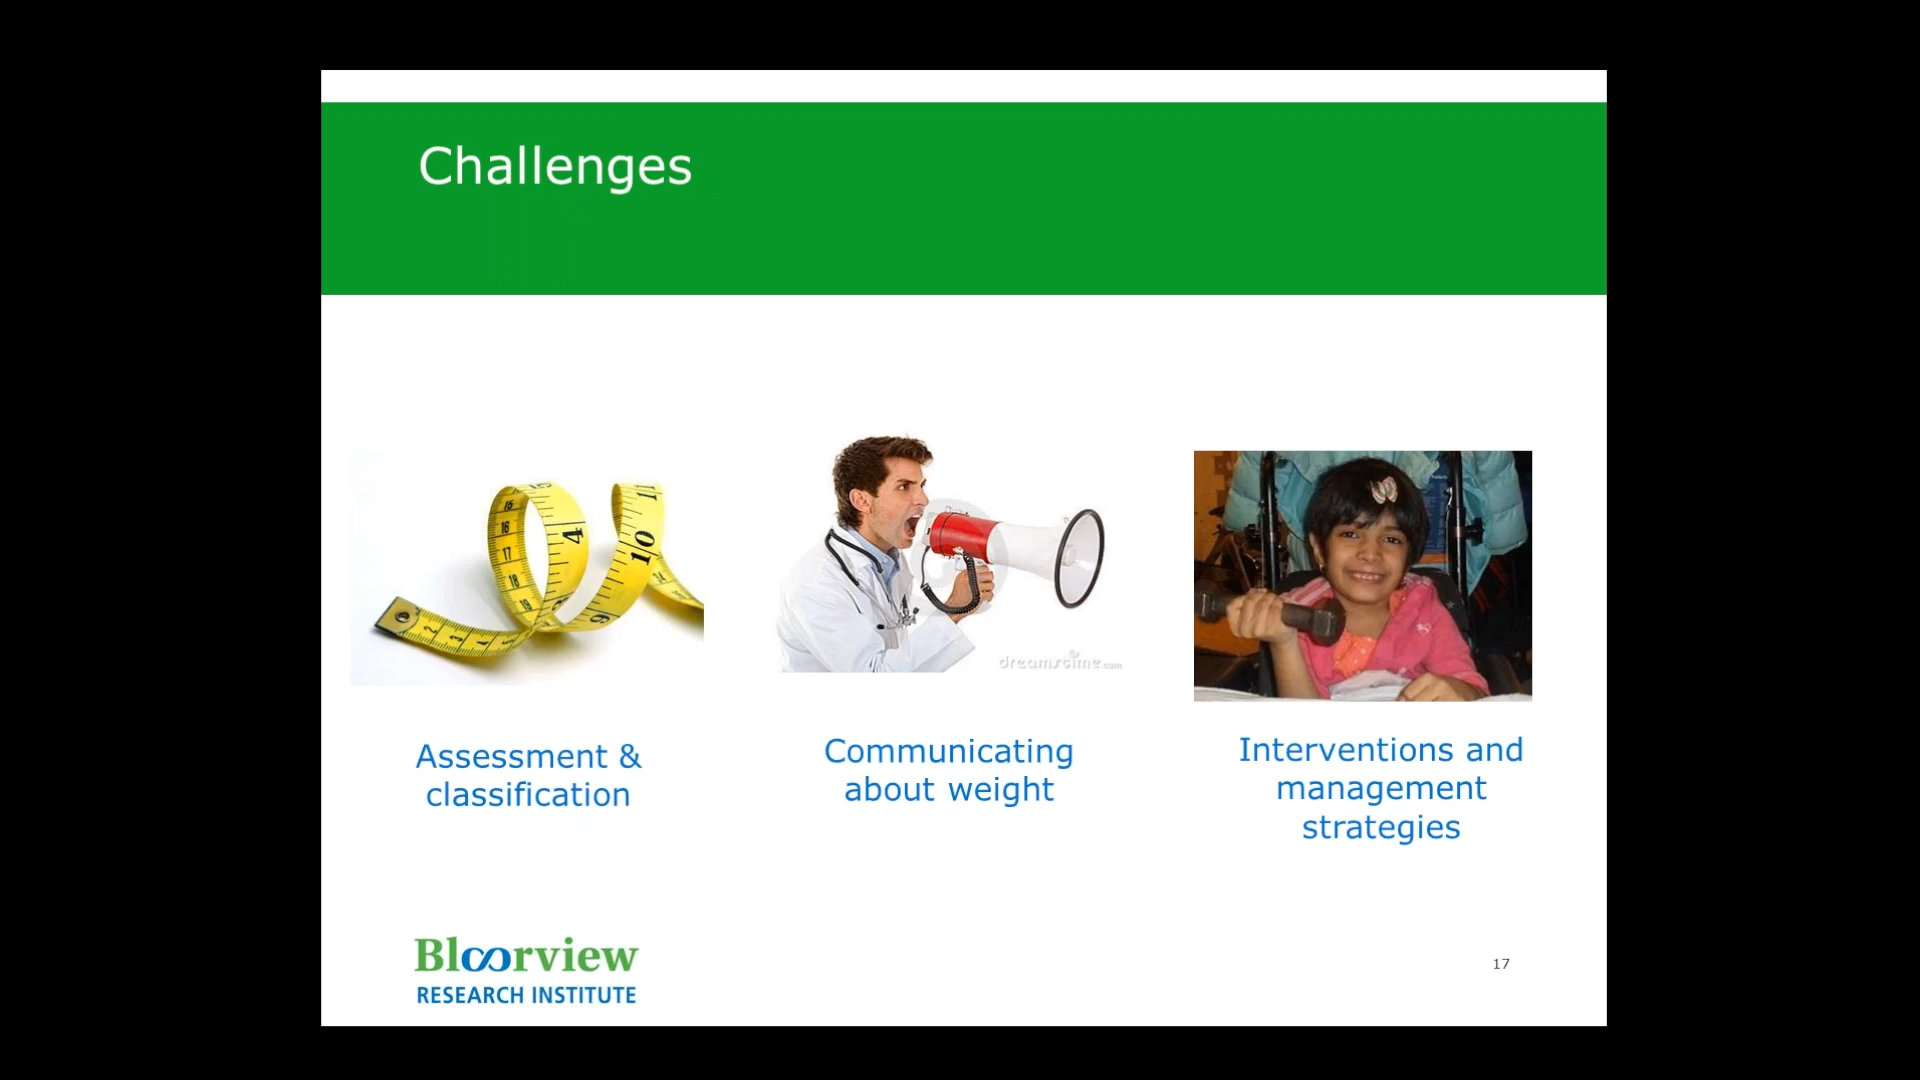 Challenges
dreamstime.com
Assessment &
classification
Communicating
about weight
Interventions and
management
strategies
Bloorview
RESEARCH INSTITUTE
17